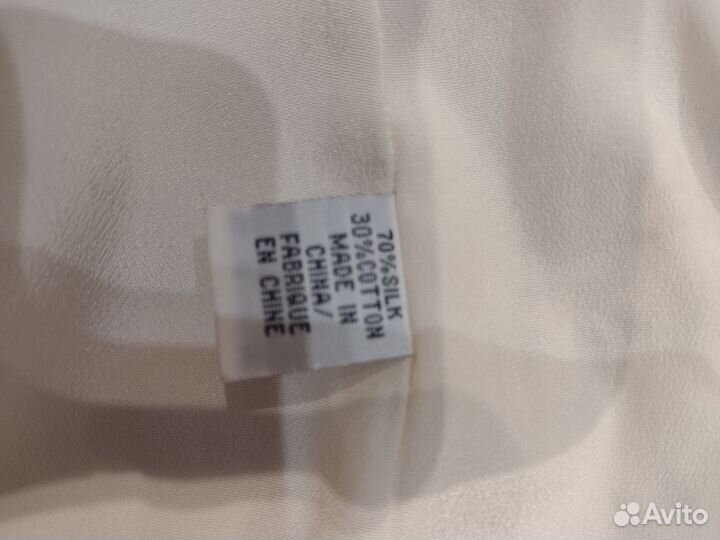 70%SILK
30%COTTON
MADE IN
CHINA/
FABRIQUE
EN CHINE
Avito